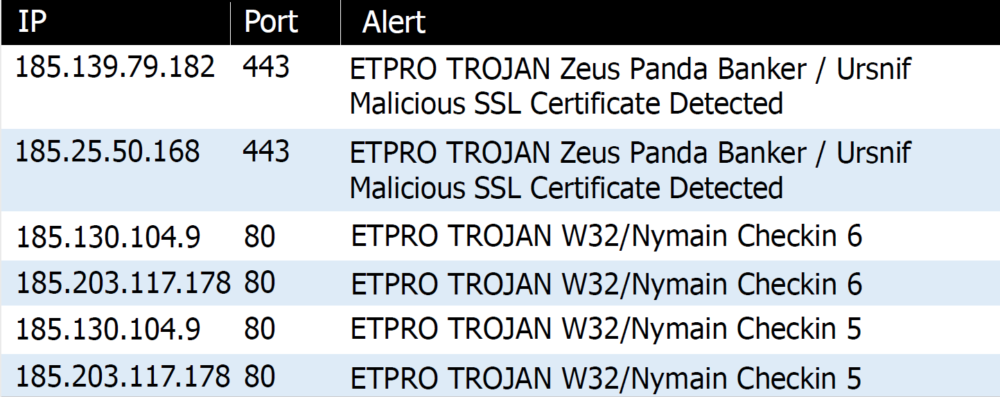 IP Port Alert
185.139.79.182 443 ETPRO TROJAN Zeus Panda Banker / Ursnif
Malicious SSL Certificate Detected
185.25.50.168 443 ETPRO TROJAN Zeus Panda Banker / Ursnif
Malicious SSL Certificate Detected
185.130.104.9 80 ETPRO TROJAN W32/Nymain Checkin 6
185.203.117.178 80 ETPRO TROJAN W32/Nymain Checkin 6
185.130.104.9 80 ETPRO TROJAN W32/Nymain Checkin 5
185.203.117.178 80 ETPRO TROJAN W32/Nymain Checkin 5